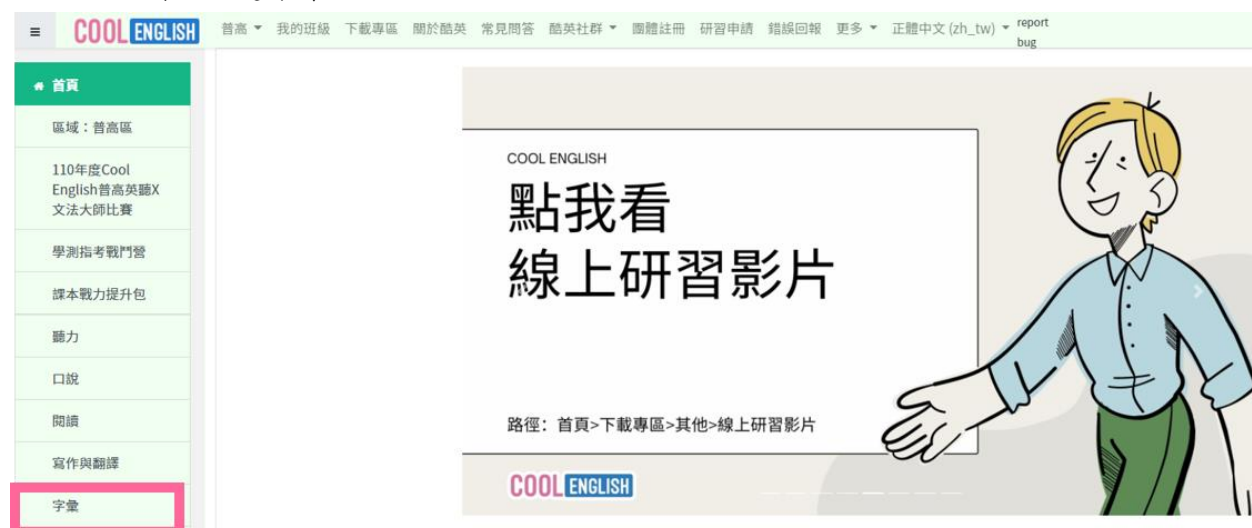 ≡ COOL ENGLISH 普高 我的班級 下載專區 關於酷英 常見問答 酷英社群 團體註冊 研習申請 錯誤回報 更多 正體中文 (zh_tw) report bug
首頁
區域：普高區
110年度Cool
English普高英聽X
文法大師比賽
學測指考戰鬥營
課本戰力提升包
聽力
口說
閱讀
寫作與翻譯
字彙
COOL ENGLISH
點我看
線上研習影片
路徑：首頁>下載專區>其他>線上研習影片
COOL ENGLISH